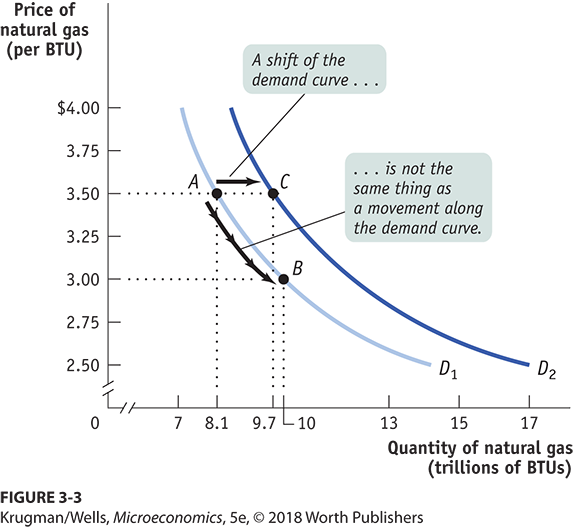 Price of
natural gas
(per BTU)
A shift of the
demand curve . . .
$4.00
3.75
. . . is not the
same thing as
a movement along
the demand curve.
A
C
3.50
3.25
B
3.00
2.75
2.50
D1
D2
0
7
8.1
9.7
10
13
15
17
Quantity of natural gas
(trillions of BTUs)
FIGURE 3-3
Krugman/Wells, Microeconomics, 5e, © 2018 Worth Publishers